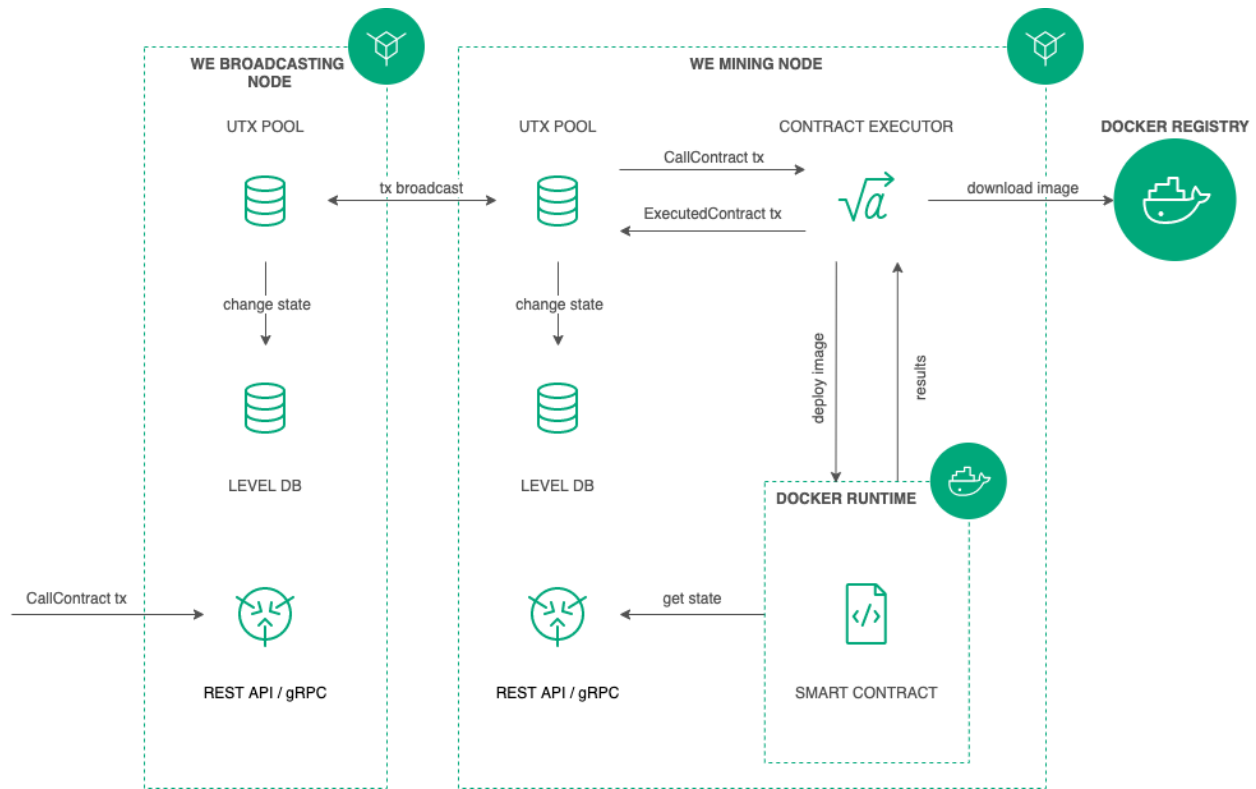 WE BROADCASTING
NODE
WE MINING NODE
UTX POOL
UTX POOL
CONTRACT EXECUTOR
DOCKER REGISTRY
CallContract tx
tx broadcast
download image
ExecutedContract tx
change state
change state
deploy image
results
LEVEL DB
LEVEL DB
DOCKER RUNTIME
CallContract tx
get state
</>
REST API / gRPC
REST API / gRPC
SMART CONTRACT